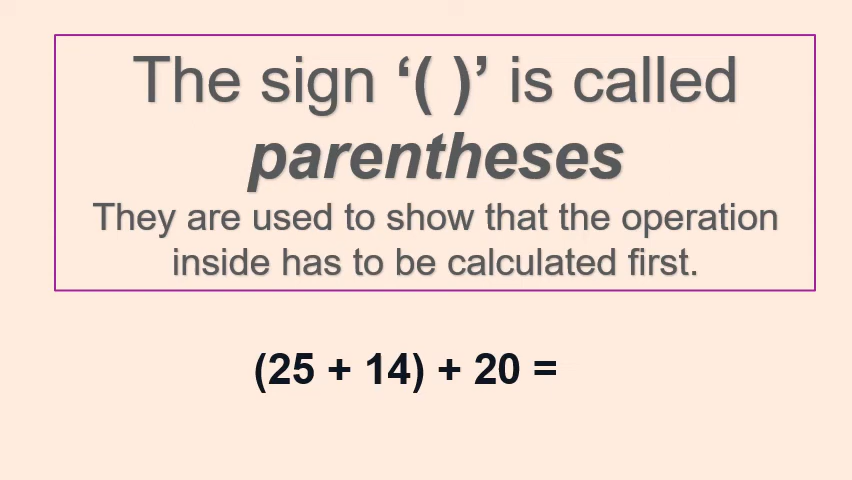 The sign ‘( )’ is called
parentheses
They are used to show that the operation
inside has to be calculated first.
(25 + 14) + 20 =